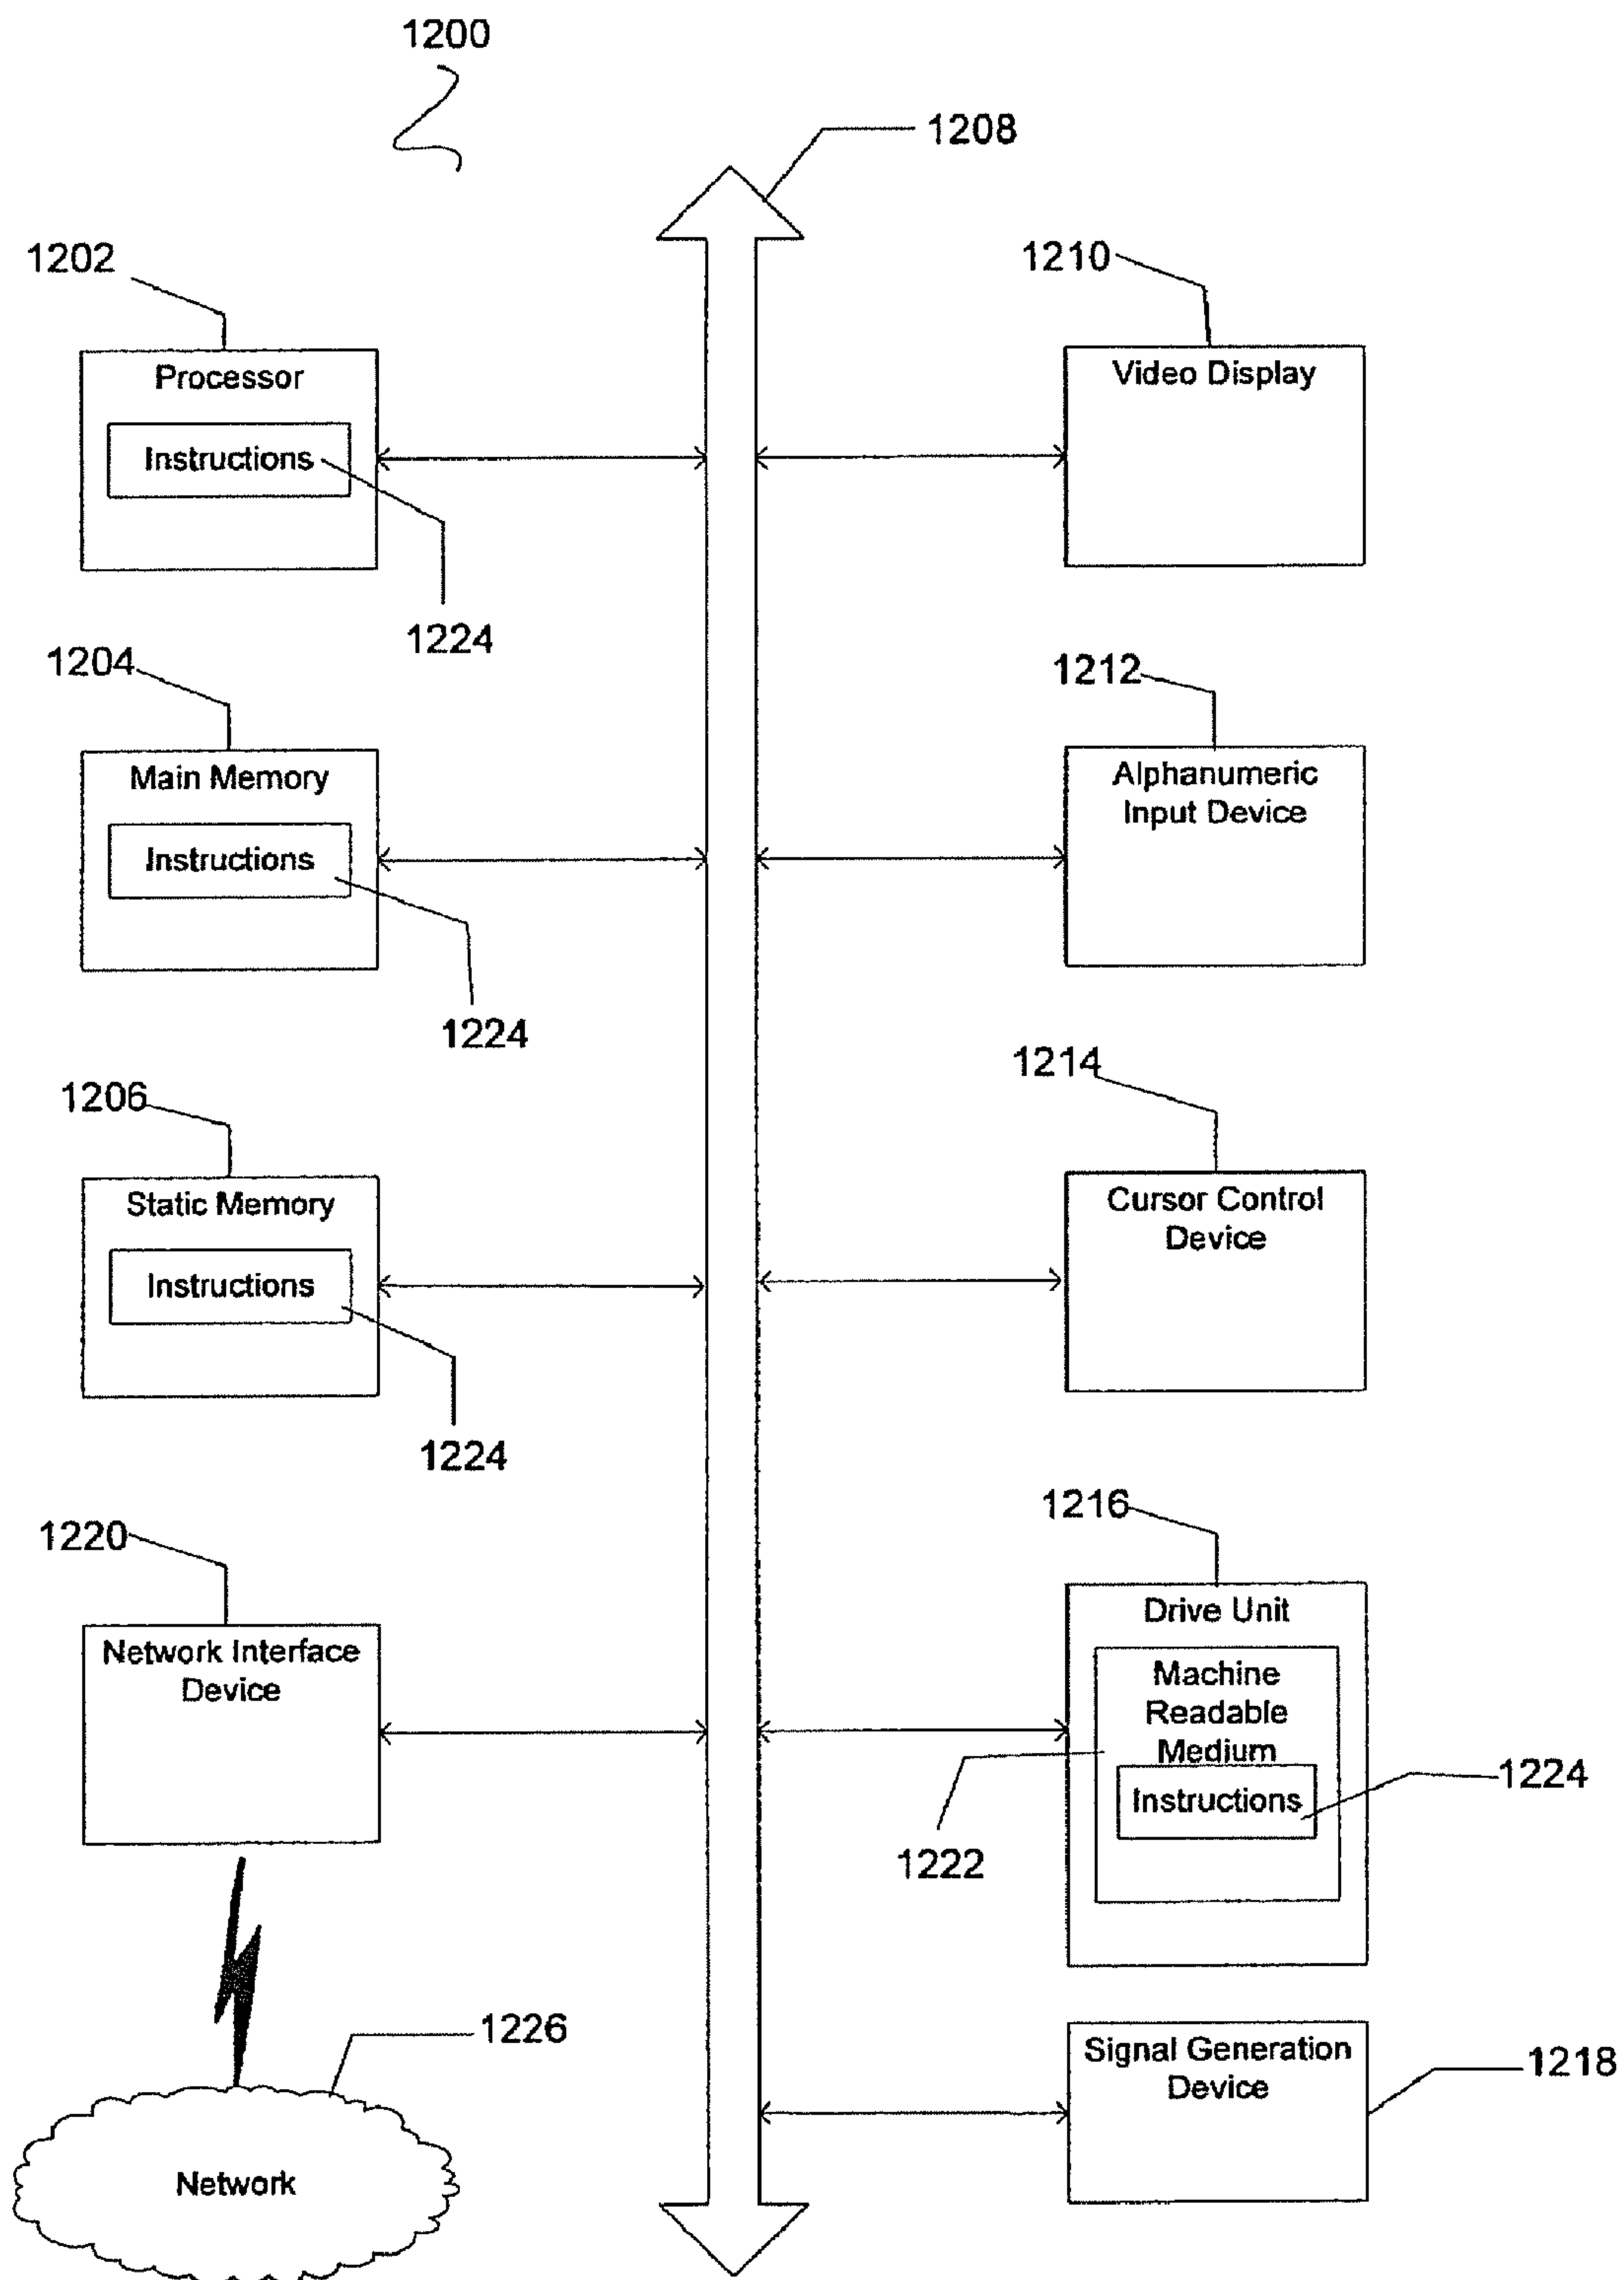 1200
1208
1202
Processor
Instructions
1224
1210
Video Display
1204
Main Memory
Instructions
1224
1212
Alphanumeric
Input Device
1206
Static Memory
Instructions
1224
1214
Cursor Control
Device
1220
Network Interface
Device
1216
Drive Unit
Machine
Readable
Medium
Instructions
1224
1222
1226
Network
Signal Generation
Device
1218